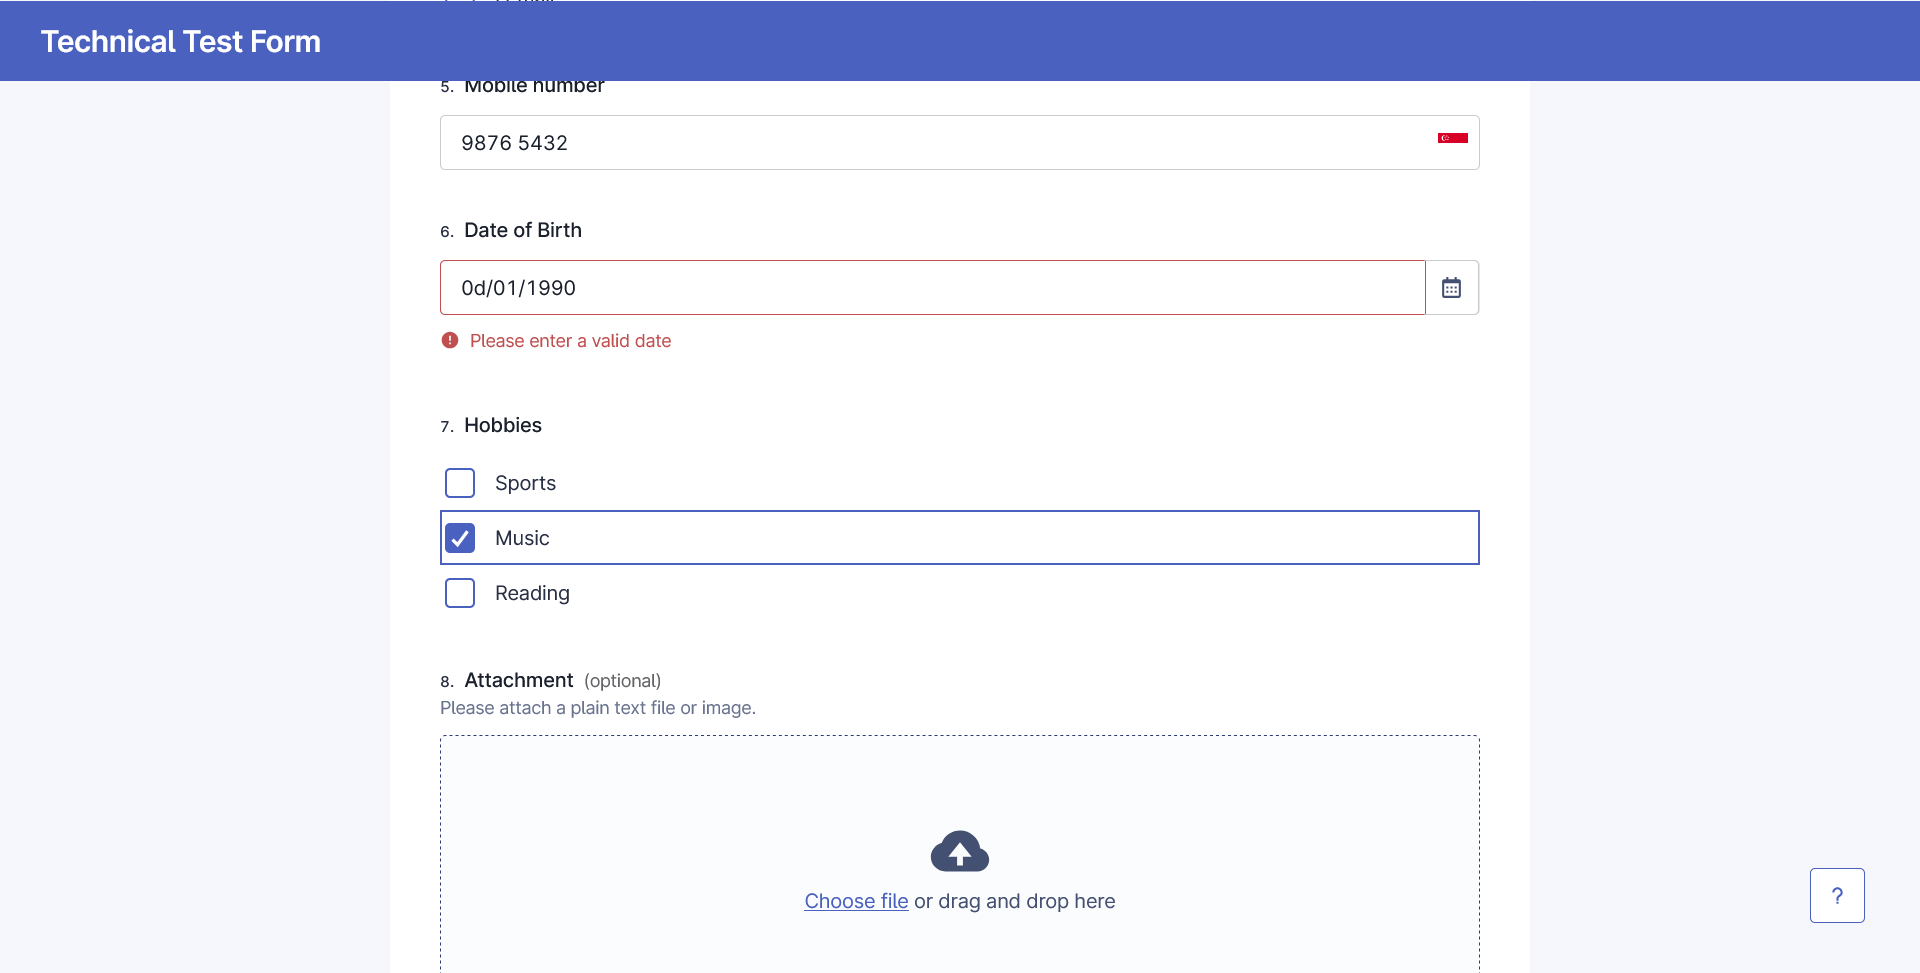 Technical Test Form
5. Mobile number
9876 5432
6. Date of Birth
0d/01/1990
Please enter a valid date
7. Hobbies
Sports
Music
Reading
8. Attachment (optional)
Please attach a plain text file or image.
Choose file or drag and drop here
?